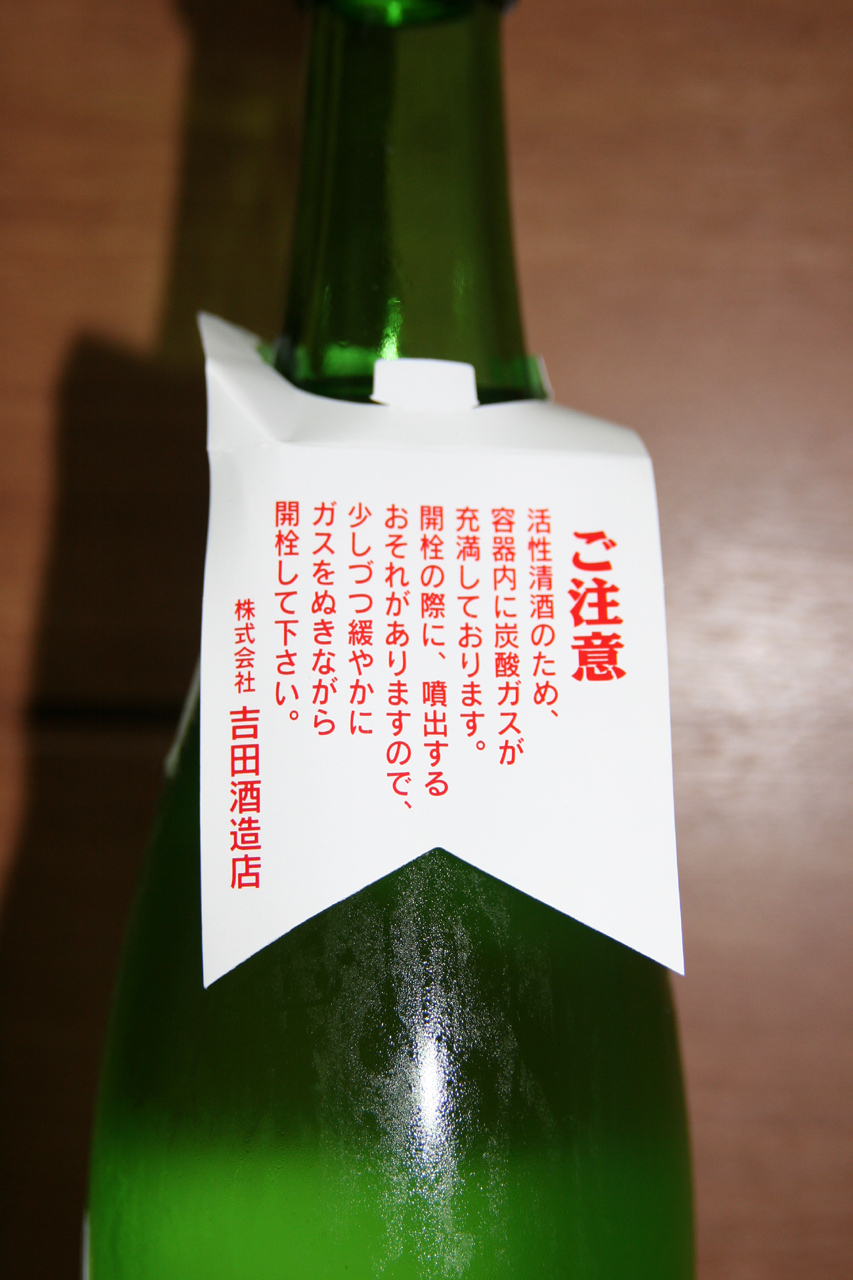 ご注意
活性清酒のため、
容器内に炭酸ガスが
充満しております。
開栓の際に、噴出する
おそれがありますので、
少しづつ緩やかに
ガスをぬきながら
開栓して下さい。
株式会社 吉田酒造店